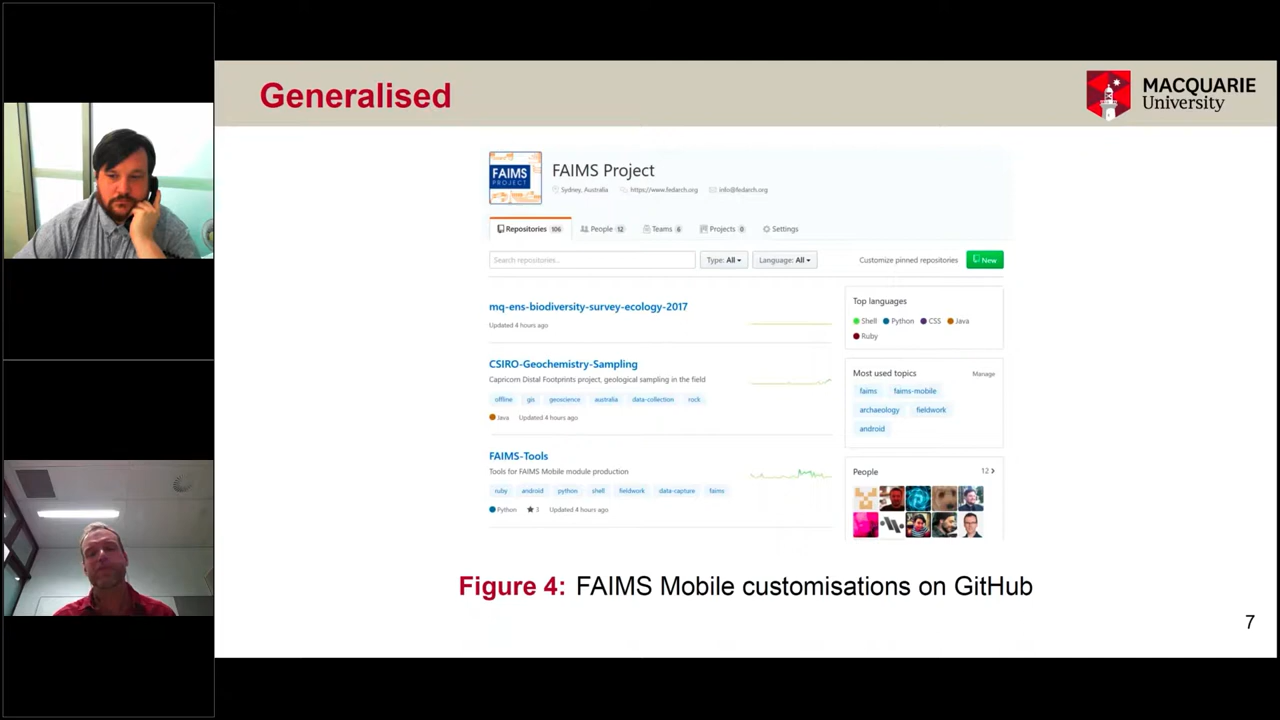 Generalised
MACQUARIE
University
FAIMS
PROJECT
FAIMS Project
Sydney, Australia https://www.fedarch.org info@fedarch.org
Repositories 106 People 12 Teams 6 Projects 0 Settings
Search repositories... Type: All Language: All Customize pinned repositories New
mq-ens-biodiversity-survey-ecology-2017
Updated 4 hours ago
CSIRO-Geochemistry-Sampling
Capricorn Distal Footprints project, geological sampling in the field
offline gis geoscience australia data-collection rock
Java Updated 4 hours ago
FAIMS-Tools
Tools for FAIMS Mobile module production
ruby android python shell fieldwork data-capture faims
Python 3 Updated 4 hours ago
Top languages
Shell Python CSS Java
Ruby
Most used topics Manage
faims faims-mobile
archaeology fieldwork
android
People 12
Figure 4: FAIMS Mobile customisations on GitHub
7